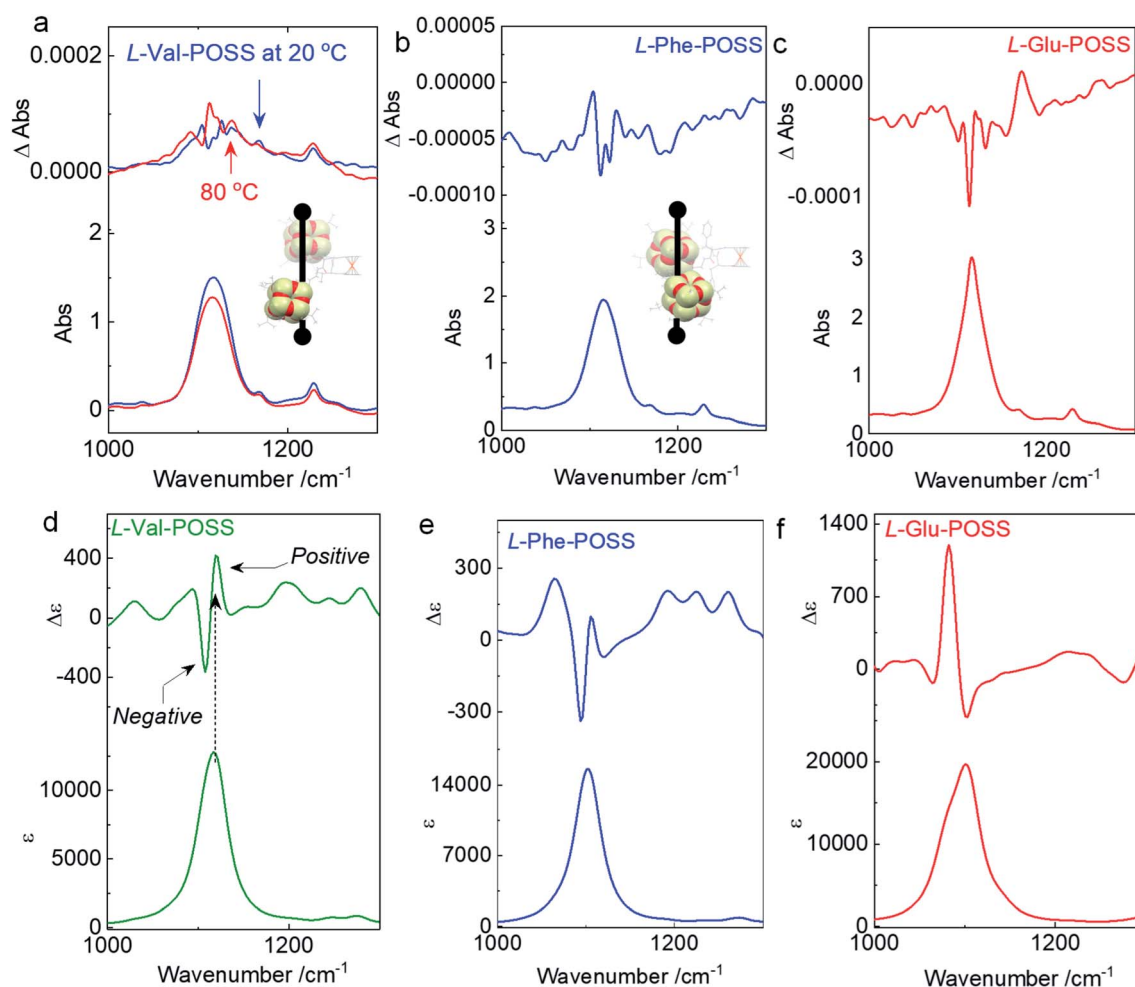 a
L-Val-POSS at 20 °C
0.0002
0.0000
Δ Abs
80 °C
2
1
0
Abs
1000
1200
Wavenumber /cm-1
b
L-Phe-POSS
0.00005
0.00000
-0.00005
-0.00010
Δ Abs
3
2
1
0
Abs
1000
1200
Wavenumber /cm-1
c
L-Glu-POSS
0.0000
-0.0001
Δ Abs
3
2
1
0
Abs
1000
1200
Wavenumber /cm-1
d
L-Val-POSS
400
0
-400
Δε
Positive
Negative
10000
5000
0
ε
1000
1200
Wavenumber /cm-1
e
L-Phe-POSS
300
0
-300
Δε
14000
7000
0
ε
1000
1200
Wavenumber /cm-1
f
L-Glu-POSS
1400
700
0
Δε
20000
10000
0
ε
1000
1200
Wavenumber /cm-1